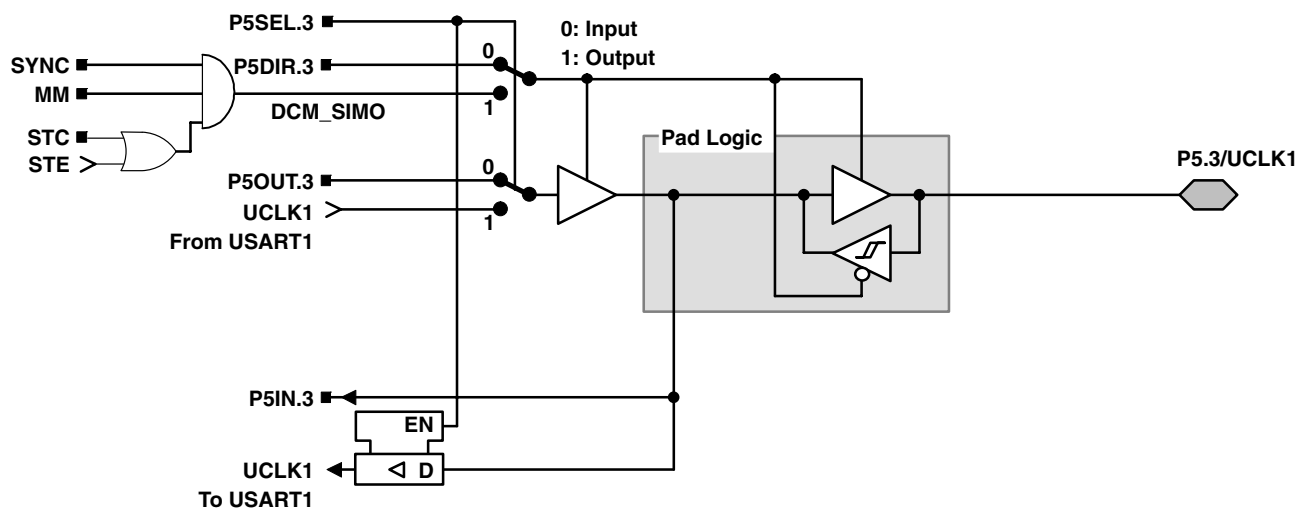 P5SEL.3
0: Input
1: Output
SYNC
P5DIR.3
0
MM
1
DCM_SIMO
STC
STE
Pad Logic
P5.3/UCLK1
P5OUT.3
0
UCLK1
1
From USART1
P5IN.3
EN
UCLK1
D
To USART1